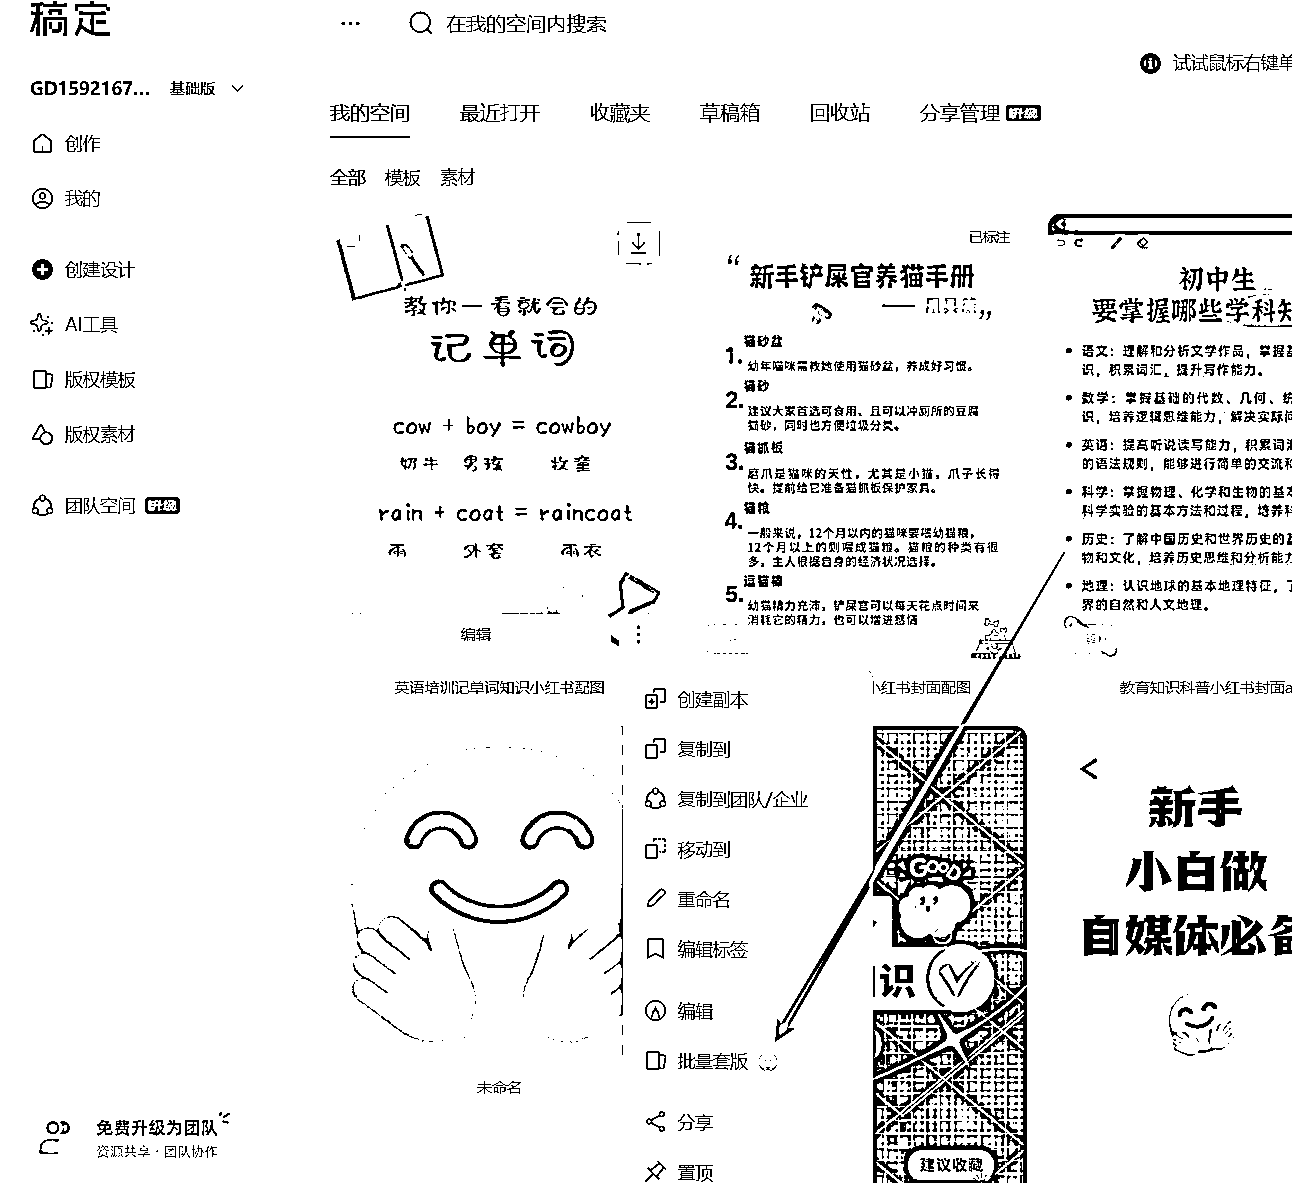 稿定
在我的空间内搜索
试试鼠标右键单
GD1592167... 基础版
我的空间 最近打开 收藏夹 草稿箱 回收站 分享管理 升级
创作
我的
创建设计
AI工具
版权模板
版权素材
团队空间 升级
免费升级为团队
资源共享·团队协作
全部 模板 素材
教你一看就会的
记单词
cow + boy = cowboy
奶牛 男孩 牧童
rain + coat = raincoat
雨 外套 雨衣
编辑
英语培训记单词知识小红书配图
已标注
“新手铲屎官养猫手册
”
1. 猫砂盆
幼年猫咪需教她使用猫砂盆，养成好习惯。
2. 猫砂
建议大家首选可食用、且可以冲厕所的豆腐
猫砂，同时也方便垃圾分类。
3. 猫抓板
磨爪是猫咪的天性，尤其是小猫，爪子长得
快。提前给它准备猫抓板保护家具。
4. 猫粮
一般来说，12个月以内的猫咪要喂幼猫粮，
12个月以上的则喂成猫粮。猫粮的种类有很
多，主人根据自身的经济状况选择。
5. 逗猫棒
幼猫精力充沛，铲屎官可以每天花点时间来
消耗它的精力，也可以增进感情
小红书封面配图
初中生
要掌握哪些学科知
语文：理解和分析文学作品，掌握基
识，积累词汇，提升写作能力。
数学：掌握基础的代数、几何、统
识，培养逻辑思维能力，解决实际问
英语：提高听说读写能力，积累词汇
的语法规则，能够进行简单的交流和
科学：掌握物理、化学和生物的基本
科学实验的基本方法和过程，培养科
历史：了解中国历史和世界历史的基
物和文化，培养历史思维和分析能力
地理：认识地球的基本地理特征，了
界的自然和人文地理。
教育知识科普小红书封面a
未命名
创建副本
复制到
复制到团队/企业
移动到
重命名
编辑标签
编辑
批量套版
分享
置顶
GOOD
识
建议收藏
新手
小白做
自媒体必备